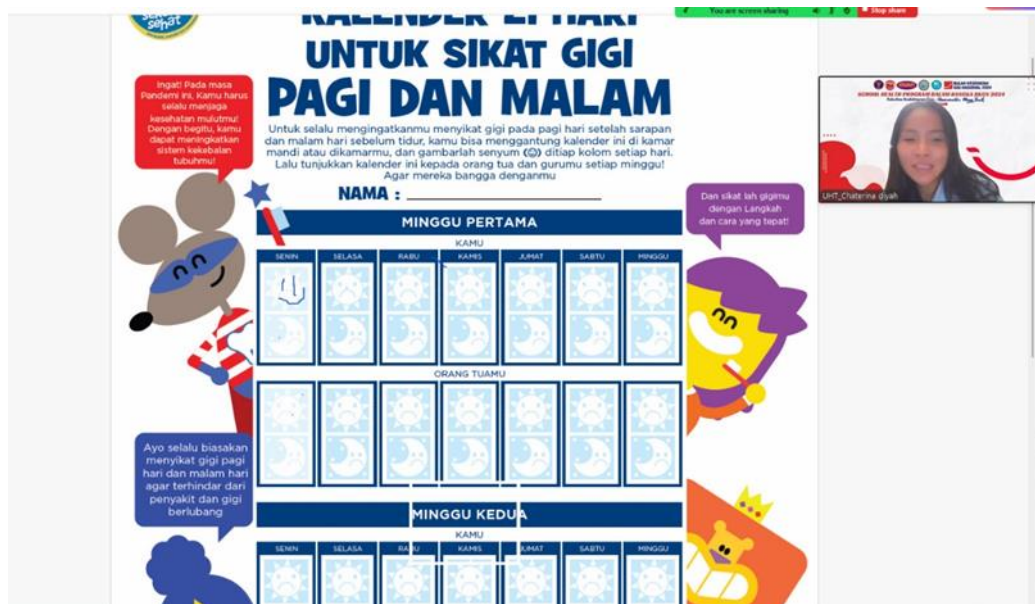 sehat
KALENDER 21 HARI
UNTUK SIKAT GIGI
PAGI DAN MALAM
Untuk selalu mengingatkanmu menyikat gigi pada pagi hari setelah sarapan
dan malam hari sebelum tidur, kamu bisa menggantung kalender ini di kamar
mandi atau dikamarmu, dan gambarlah senyum (☺) ditiap kolom setiap hari.
Lalu tunjukkan kalender ini kepada orang tua dan gurumu setiap minggu!
Agar mereka bangga denganmu
NAMA :
Ingat! Pada masa
Pandemi ini, Kamu harus
selalu menjaga
kesehatan mulutmu!
Dengan begitu, kamu
dapat meningkatkan
sistem kekebalan
tubuhmu!
Dan sikat lah gigimu
dengan Langkah
dan cara yang tepat!
MINGGU PERTAMA
KAMU
SENIN SELASA RABU KAMIS JUMAT SABTU MINGGU
ORANG TUAMU
Ayo selalu biasakan
menyikat gigi pagi
hari dan malam hari
agar terhindar dari
penyakit dan gigi
berlubang
MINGGU KEDUA
KAMU
SENIN SELASA RABU KAMIS JUMAT SABTU MINGGU
You are screen sharing
Stop share
UHT_Chaterina diyah